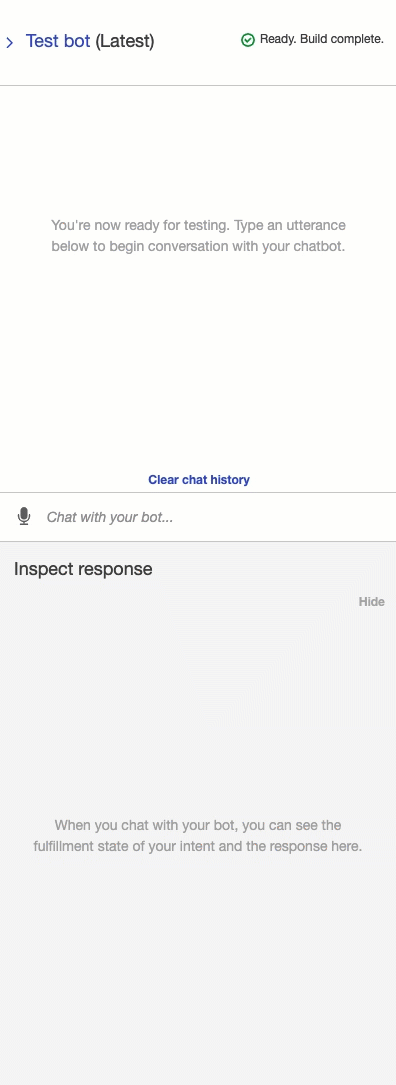 Test bot (Latest)
Ready. Build complete.
You're now ready for testing. Type an utterance
below to begin conversation with your chatbot.
Clear chat history
Chat with your bot...
Inspect response
Hide
When you chat with your bot, you can see the
fulfillment state of your intent and the response here.